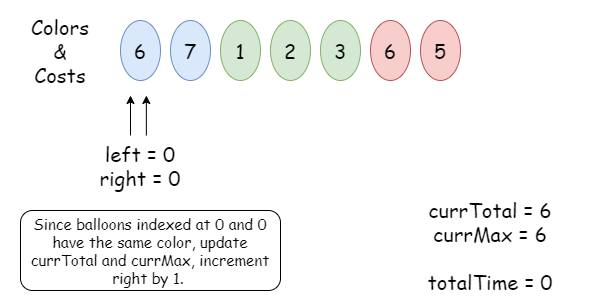 Colors
&
Costs
6 7 1 2 3 6 5
left = 0
right = 0
Since balloons indexed at 0 and 0
have the same color, update
currTotal and currMax, increment
right by 1.
currTotal = 6
currMax = 6
totalTime = 0